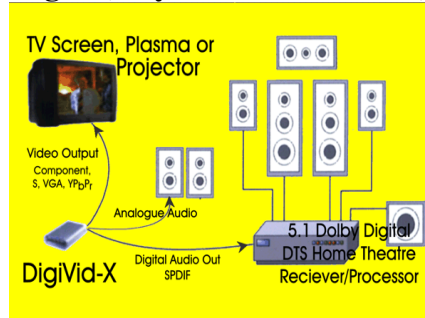 TV Screen, Plasma or
Projector
Video Output
Component,
S, VGA, YPbPr
Analogue Audio
DigiVid-X
Digital Audio Out
SPDIF
5.1 Dolby Digital
DTS Home Theatre
Reciever/Processor